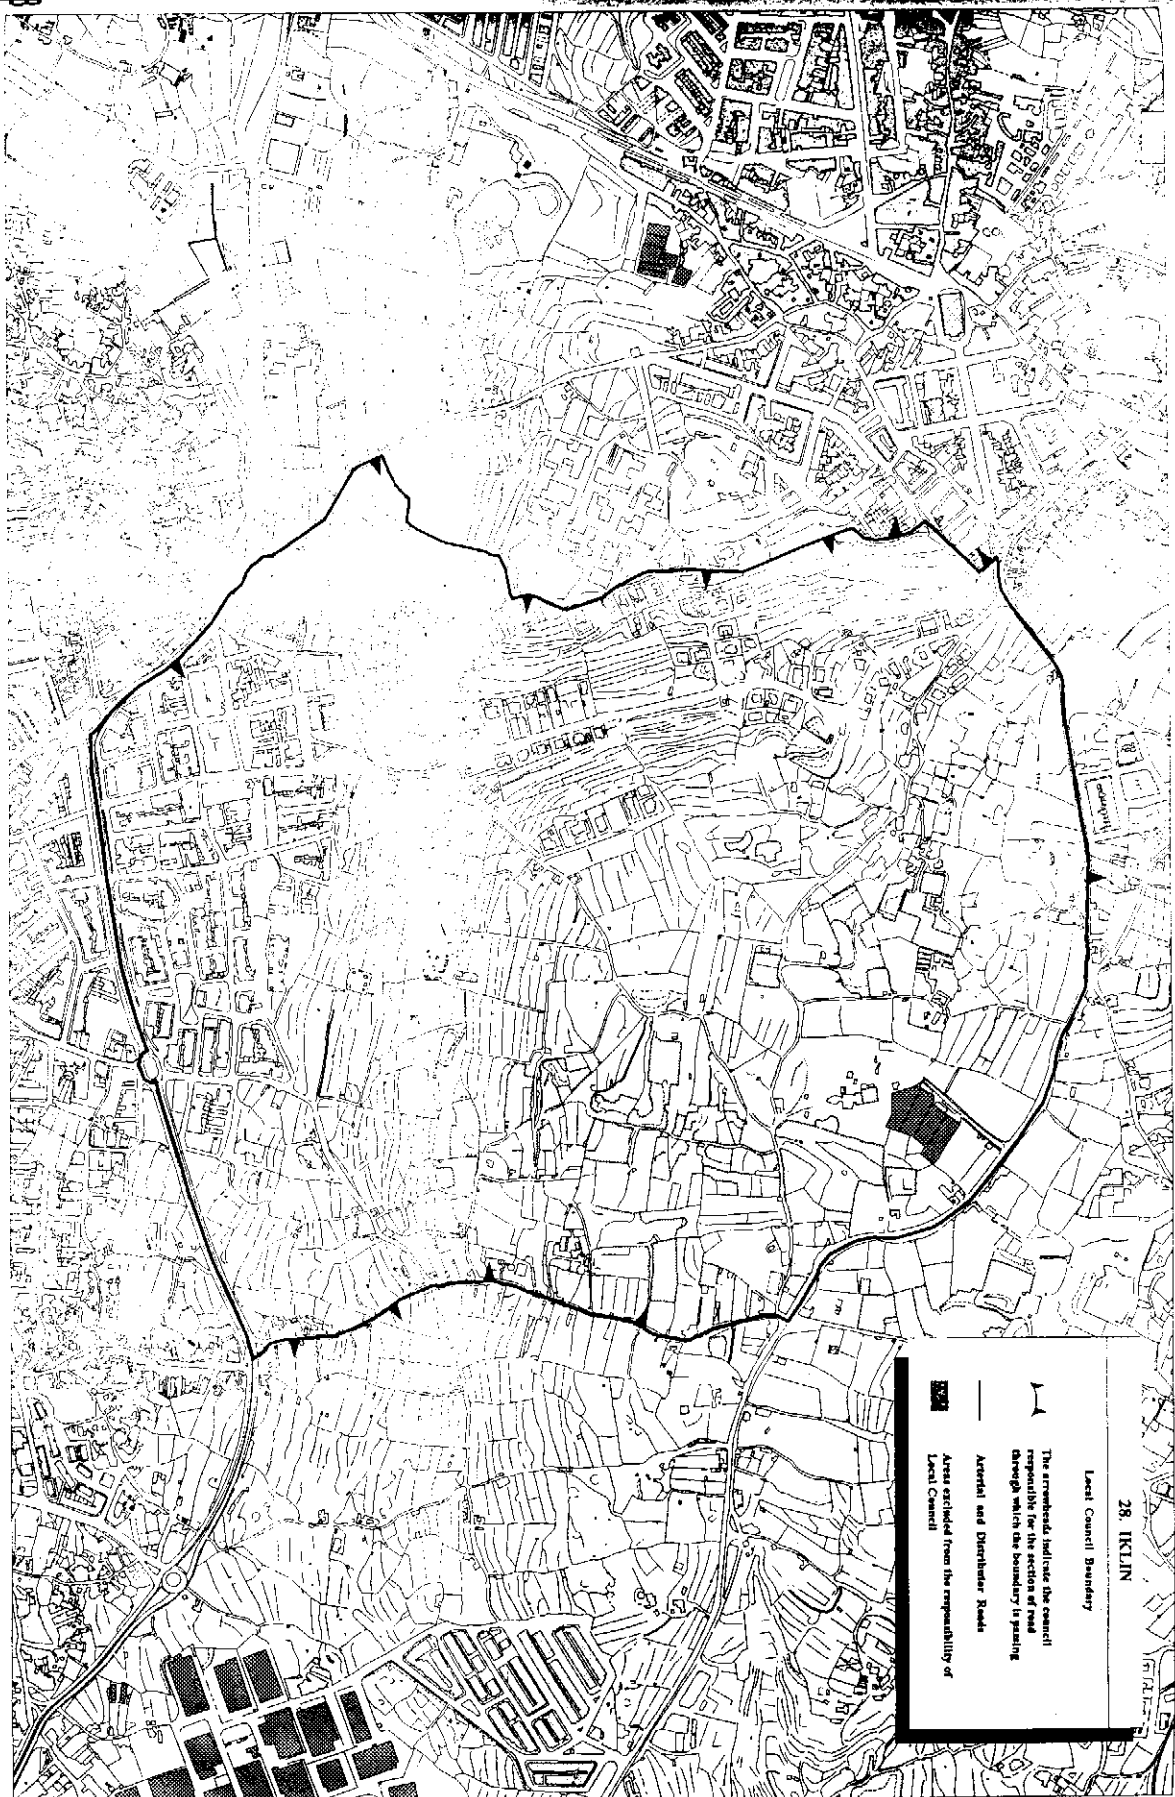 28. IKLIN
Local Council Boundary
The arrowheads indicate the council
responsible for the section of road
through which the boundary is passing
Arterial and Distributor Roads
Areas excluded from the responsibility of
Local Council